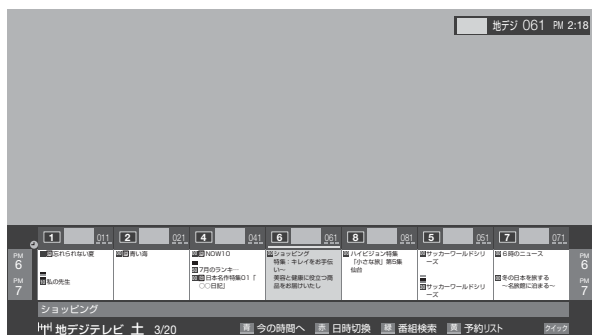 地デジ 061 PM 2:18
1 011 2 021 4 041 6 061 8 081 5 051 7 071
PM 6
PM 7
忘れられない夏
私の先生
青い海
NOW10
7月のランキ…
日本名作特集01「
○○日記」
ショッピング
特集:キレイをお手伝
い~
美容と健康に役立つ商
品をお届けいたし
ハイビジョン特集
「小さな旅」第5集
仙台
サッカーワールドシリ
ーズ
サッカーワールドシリ
ーズ
6時のニュース
冬の日本を旅する
~名旅館に泊まる~
PM 6
PM 7
ショッピング
地デジテレビ 土 3/20 青 今の時間へ 赤 日時切換 緑 番組検索 黄 予約リスト クイック